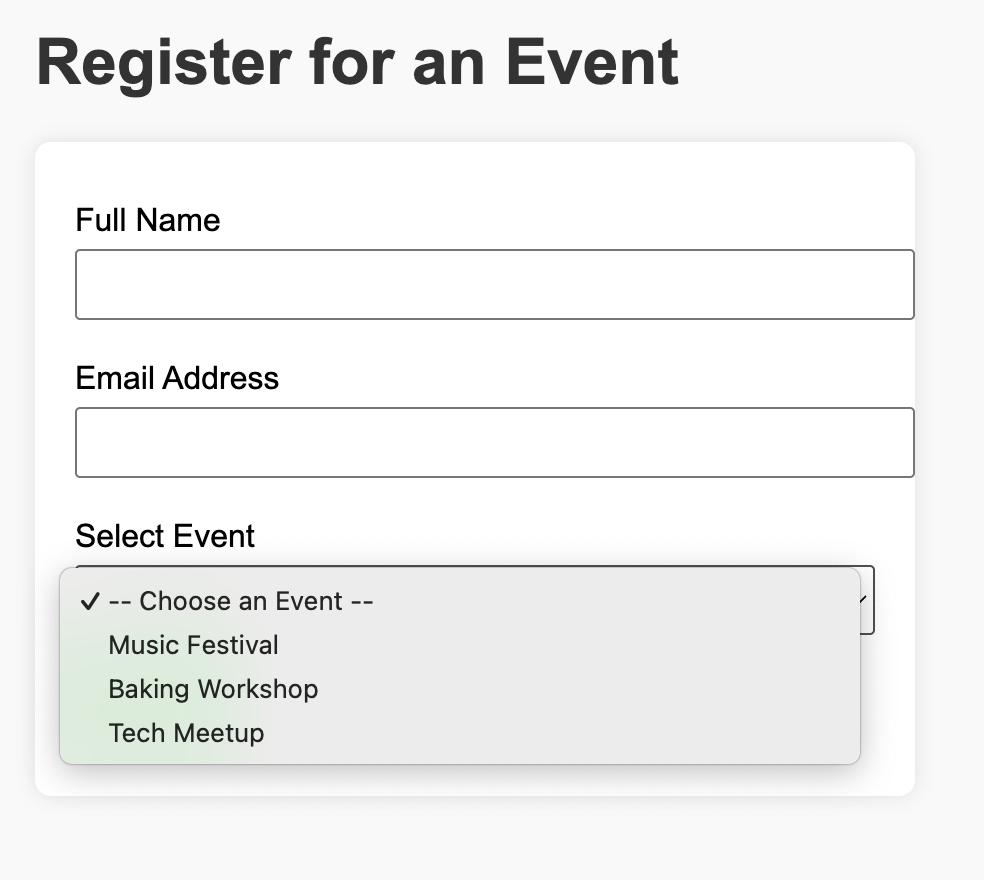 Register for an Event
Full Name
Email Address
Select Event
✓ -- Choose an Event --
Music Festival
Baking Workshop
Tech Meetup